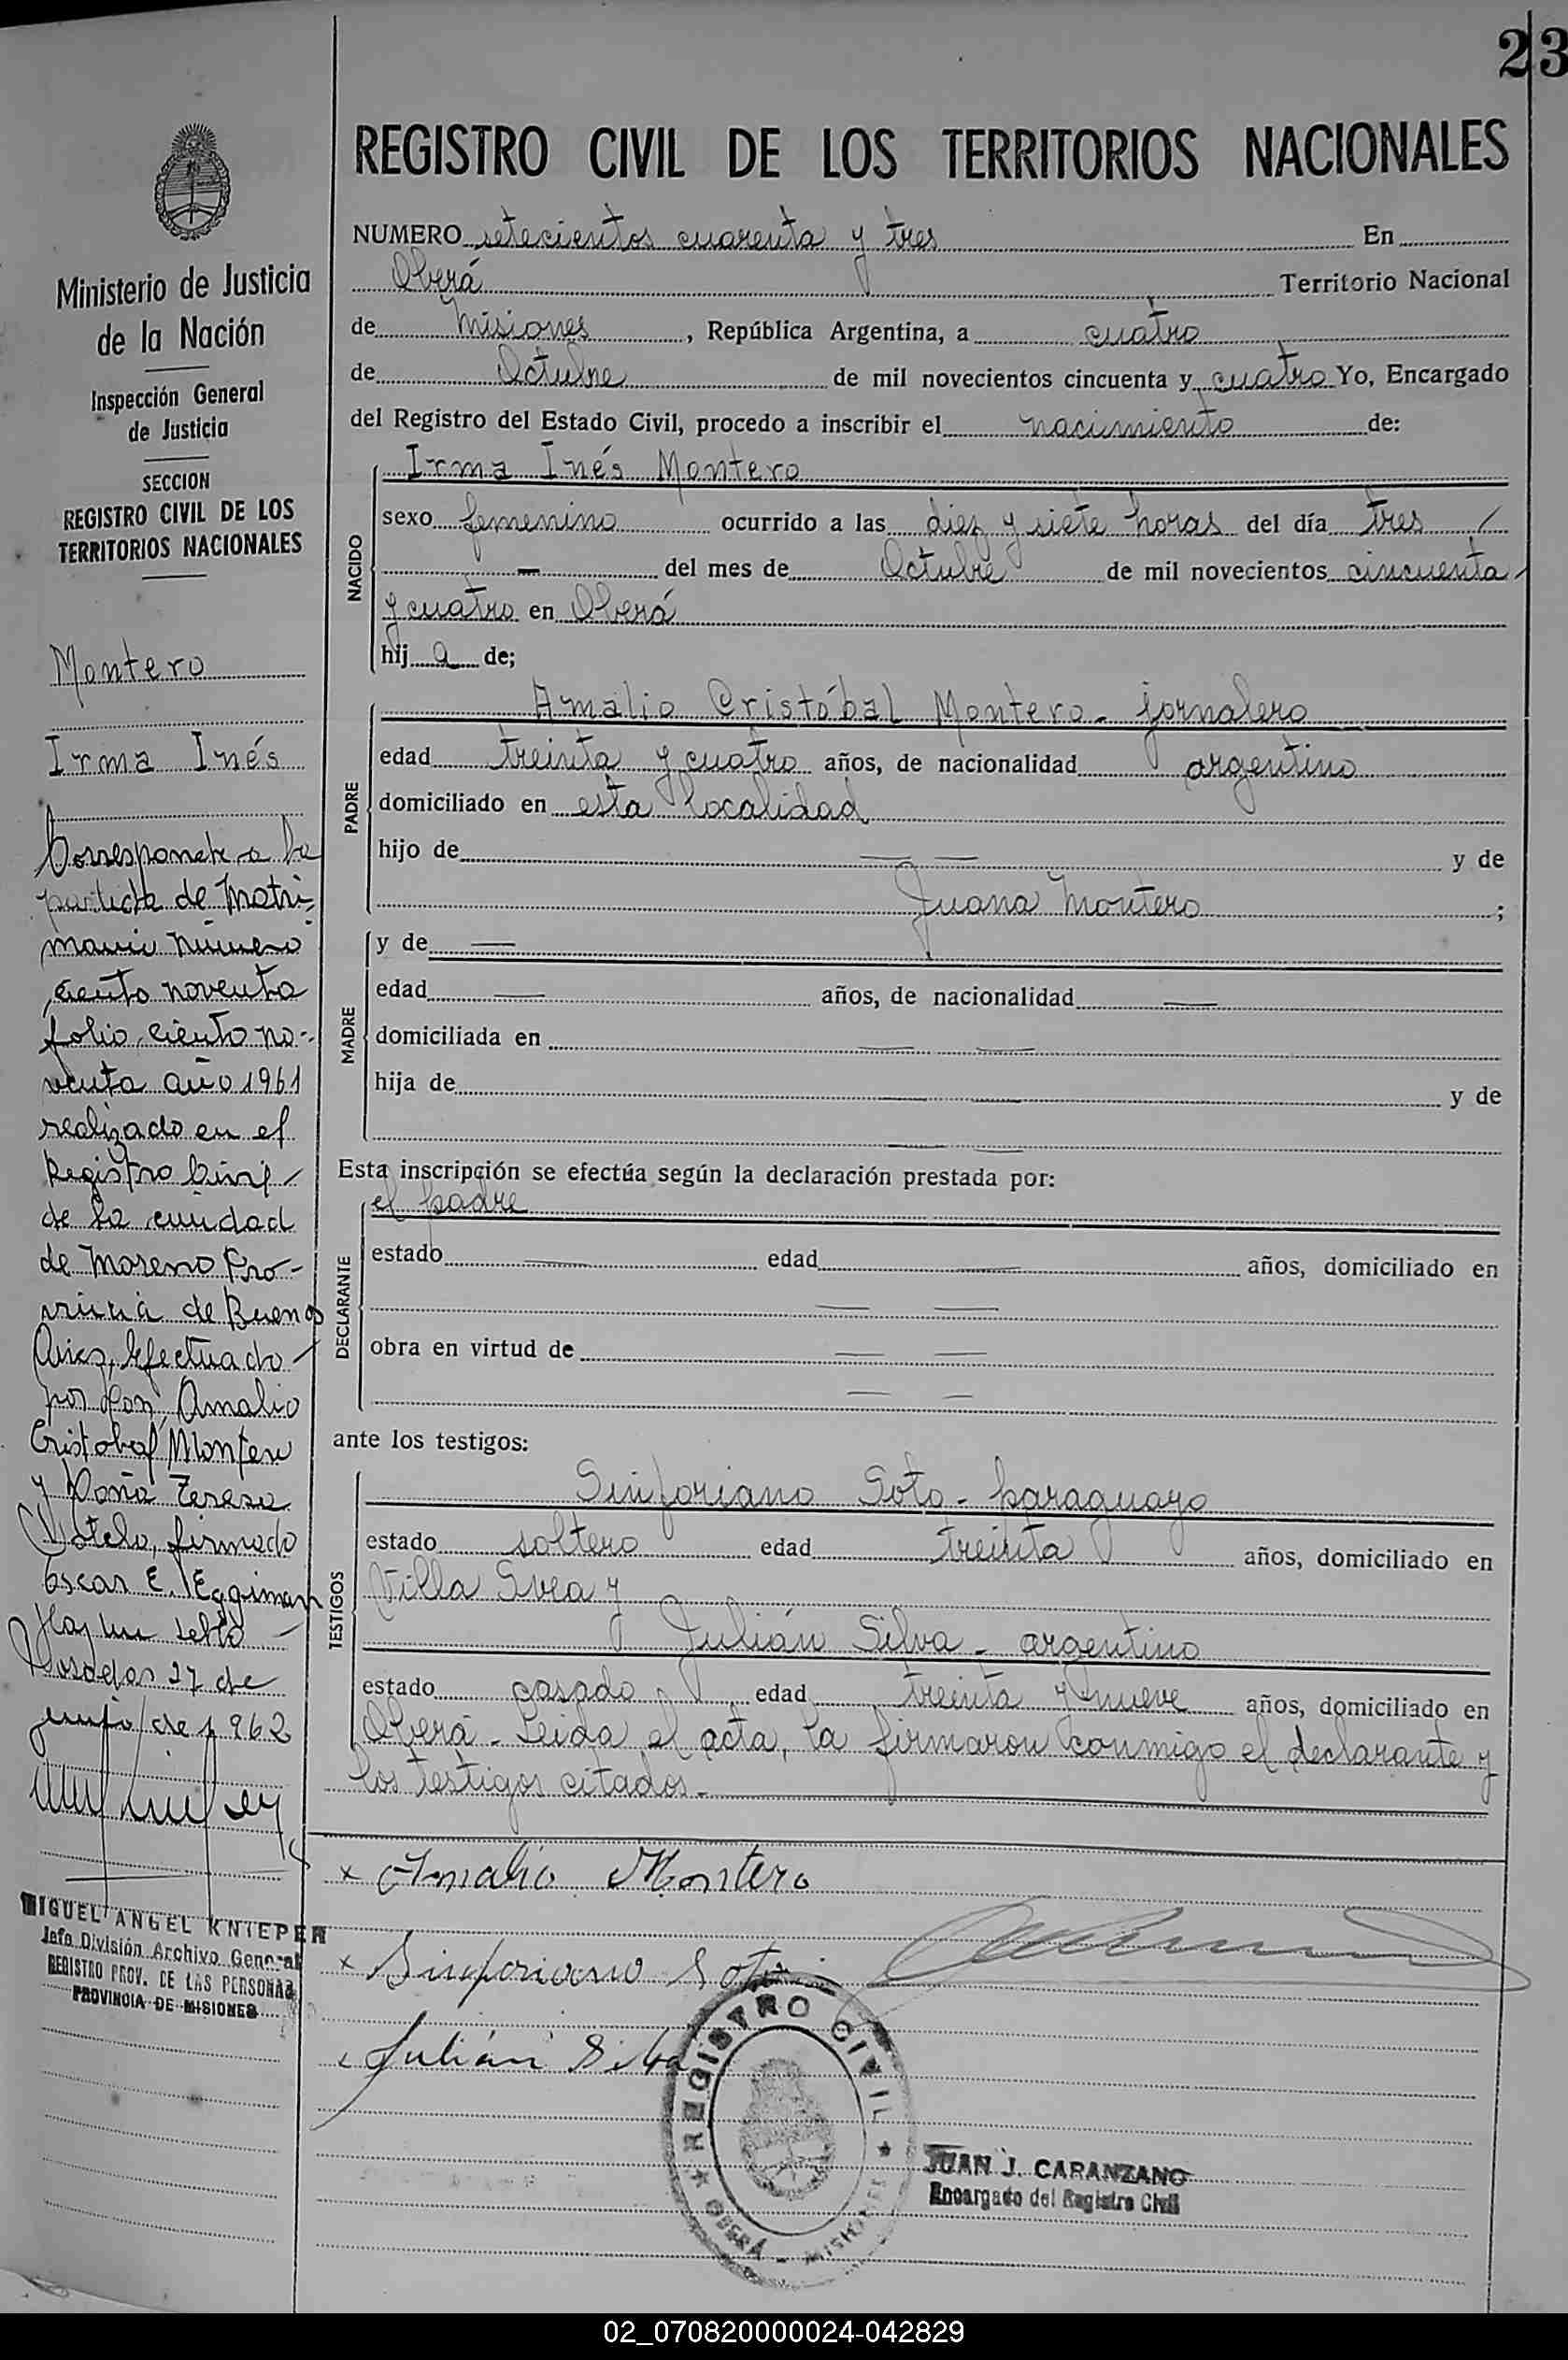 23
REGISTRO CIVIL DE LOS TERRITORIOS NACIONALES
Ministerio de Justicia
de la Nación
Inspección General
de Justicia
SECCION
REGISTRO CIVIL DE LOS
TERRITORIOS NACIONALES
Montero
Irma Inés
Corresponde a la
partida de Matri-
monio número
ciento noventa
folio ciento no-
venta año 1961
realizado en el
Registro Civil
de la ciudad
de Moreno Pro-
vincia de Buenos
Aires, efectuado
por Don, Amalio
Cristobal Montero
y Doña Teresa
firmado
Oscar E. Eggimann
Hay un sello
Posadas 27 de
de 1962
MIGUEL ANGEL KNIEPER
Jefe División Archivo General
REGISTRO PROV. DE LAS PERSONAS
PROVINCIA DE MISIONES
NUMERO setecientos cuarenta y tres En
Oberá Territorio Nacional
de Misiones, República Argentina, a cuatro
de Octubre de mil novecientos cincuenta y cuatro Yo, Encargado
del Registro del Estado Civil, procedo a inscribir el nacimiento de:
NACIDO
Irma Inés Montero
sexo femenino ocurrido a las diez y siete horas del día tres
— del mes de Octubre de mil novecientos cincuenta
y cuatro en Oberá
hij a de;
PADRE
Amalio Cristóbal Montero - jornalero
edad treinta y cuatro años, de nacionalidad argentino
domiciliado en esta localidad
hijo de — — y de
Juana Montero ;
MADRE
y de —
edad — años, de nacionalidad —
domiciliada en — —
hija de — — y de
— —
Esta inscripción se efectúa según la declaración prestada por:
DECLARANTE
el padre
estado — edad — años, domiciliado en
— —
obra en virtud de — —
— —
ante los testigos:
TESTIGOS
Sinforiano Soto - paraguayo
estado soltero edad treinta años, domiciliado en
Villa Svea y
Julián Silva - argentino
estado casado edad treinta y nueve años, domiciliado en
Oberá - Leida el acta, la firmaron conmigo el declarante y
los testigos citados.-
x Amalio Montero
x Sinforiano Soto
x Julián Silva
REGISTRO CIVIL
OBERÁ - MISIONES
JUAN J. CARANZANO
Encargado del Registro Civil
02_070820000024-042829